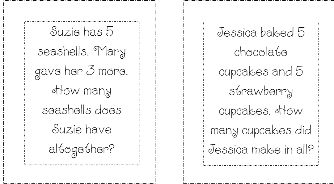 Suzie has 5
seashells. Mary
gave her 3 more.
How many
seashells does
Suzie have
altogether?
Jessica baked 5
chocolate
cupcakes and 5
strawberry
cupcakes. How
many cupcakes did
Jessica make in all?